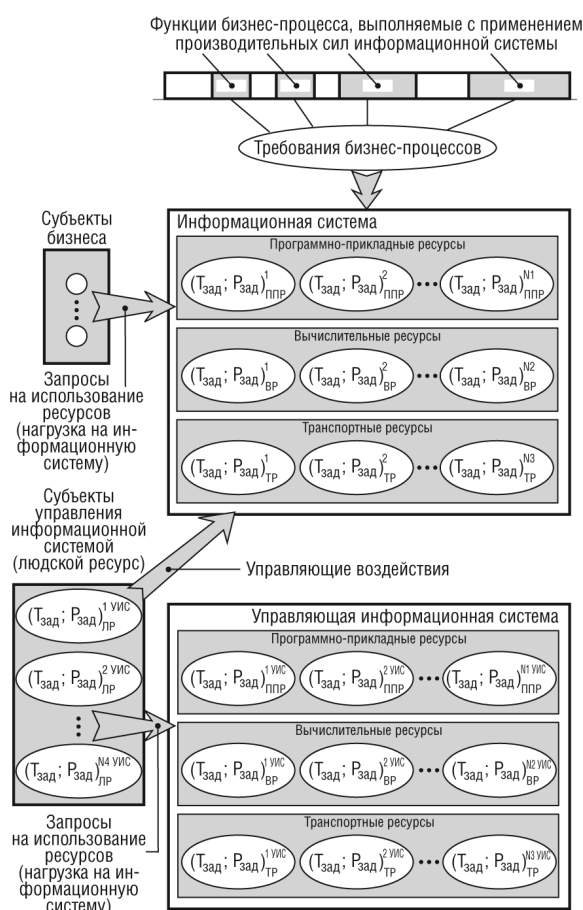 Функции бизнес-процесса, выполняемые с применением
производительных сил информационной системы
Требования бизнес-процессов
Субъекты
бизнеса
Информационная система
Программно-прикладные ресурсы
(Tзад; Pзад)¹ППР (Tзад; Pзад)²ППР ••• (Tзад; Pзад)N1ППР
Вычислительные ресурсы
(Tзад; Pзад)¹ВР (Tзад; Pзад)²ВР ••• (Tзад; Pзад)N2ВР
Транспортные ресурсы
(Tзад; Pзад)¹ТР (Tзад; Pзад)²ТР ••• (Tзад; Pзад)N3ТР
Запросы
на использование
ресурсов
(нагрузка на ин-
формационную
систему)
Субъекты
управления
информационной
системой
(людской ресурс)
Управляющие воздействия
(Tзад; Pзад)1 УИСЛР
(Tзад; Pзад)2 УИСЛР
(Tзад; Pзад)N4 УИСЛР
Управляющая информационная система
Программно-прикладные ресурсы
(Tзад; Pзад)1 УИСППР (Tзад; Pзад)2 УИСППР ••• (Tзад; Pзад)N1 УИСППР
Вычислительные ресурсы
(Tзад; Pзад)1 УИСВР (Tзад; Pзад)2 УИСВР ••• (Tзад; Pзад)N2 УИСВР
Транспортные ресурсы
(Tзад; Pзад)1 УИСТР (Tзад; Pзад)2 УИСТР ••• (Tзад; Pзад)N3 УИСТР
Запросы
на использование
ресурсов
(нагрузка на ин-
формационную
систему)